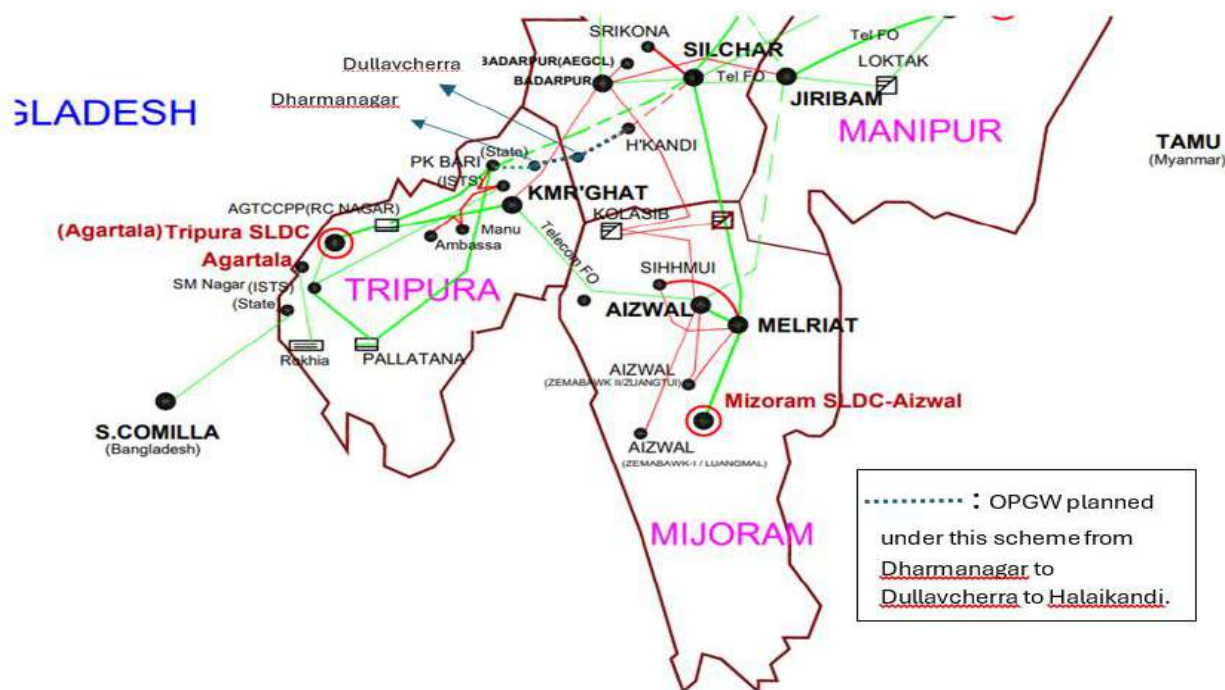 SRIKONA
Tel FO
SILCHAR
LOKTAK
BADARPUR(AEGCL)
Dullavcherra
BADARPUR
Tel FO
JIRIBAM
Dharmanagar
GLADESH
MANIPUR
TAMU
(Myanmar)
H'KANDI
PK BARI (State)
(ISTS)
KMR'GHAT
AGTCCPP(RC NAGAR)
KOLASIB
(Agartala) Tripura SLDC
Manu
Ambassa
Telecom FO
Agartala
SIHHMUI
SM Nagar (ISTS)
(State)
TRIPURA
AIZWAL
MELRIAT
Rokhia
PALLATANA
AIZWAL
(ZEMABAWK II/ZUANGTUI)
Mizoram SLDC-Aizwal
S.COMILLA
(Bangladesh)
AIZWAL
(ZEMABAWK-I / LUANGMAL)
MIJORAM
: OPGW planned
under this scheme from
Dharmanagar to
Dullavcherra to Halaikandi.